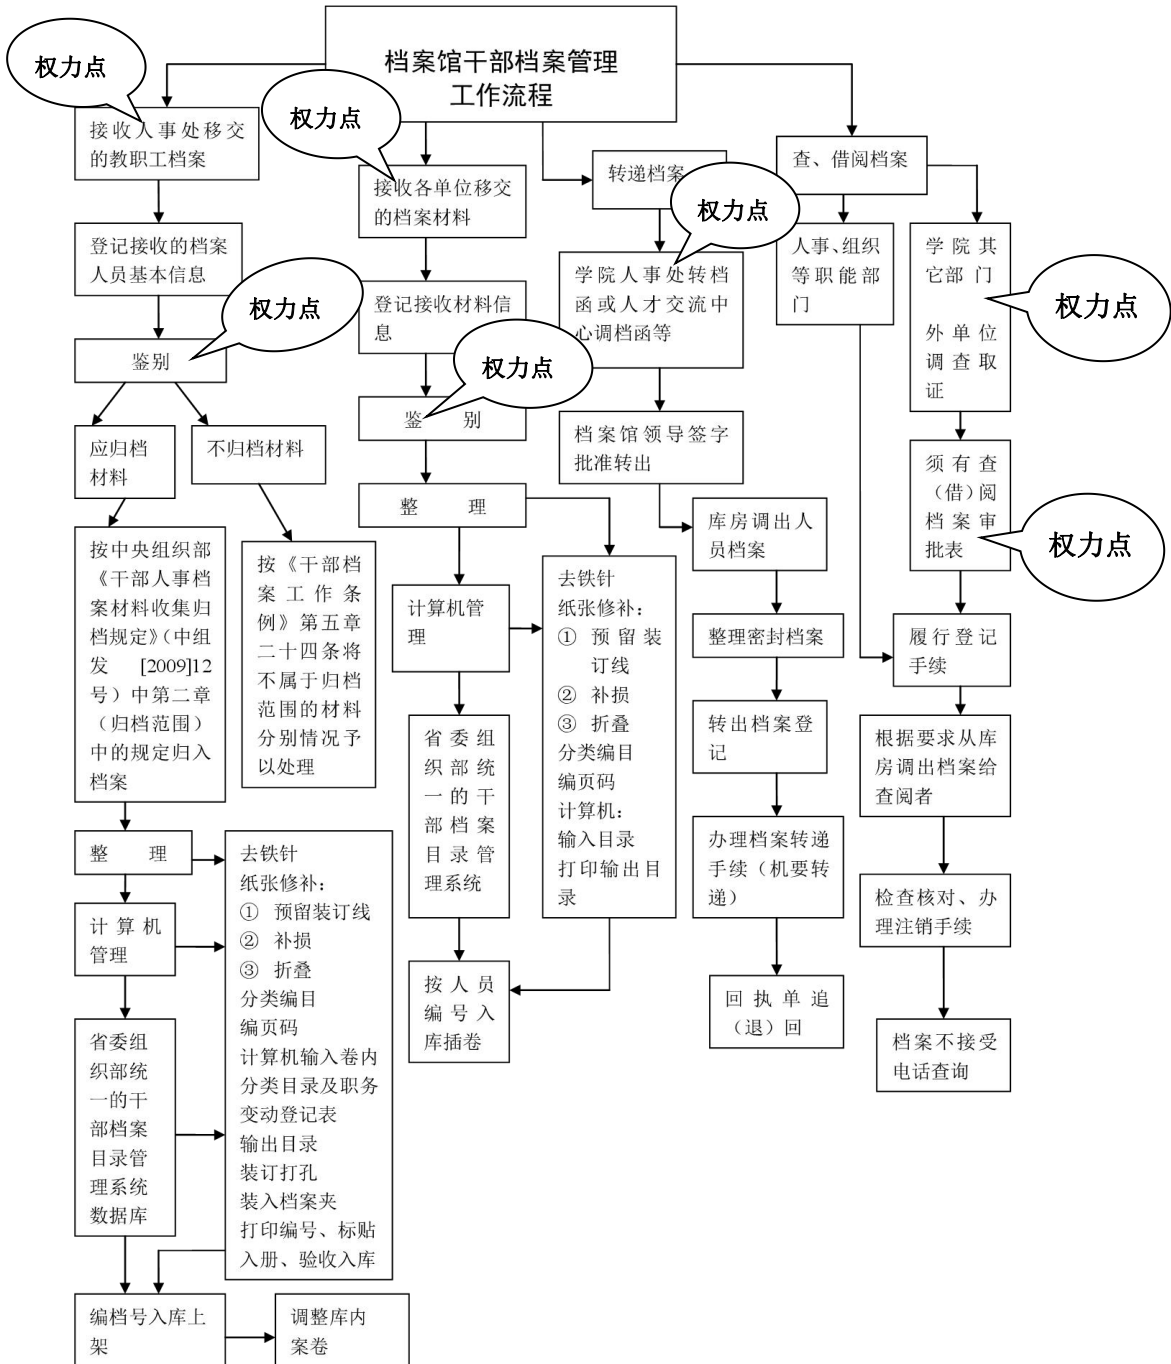 档案馆干部档案管理
工作流程
权力点
接收人事处移交
的教职工档案
登记接收的档案
人员基本信息
权力点
鉴别
应归档
材料
不归档材料
按中央组织部
《干部人事档
案材料收集归
档规定》（中组
发 [2009]12
号）中第二章
（归档范围）
中的规定归入
档案
按《干部档
案工作条
例》第五章
二十四条将
不属于归档
范围的材料
分别情况予
以处理
整 理
计算机
管理
省委组
织部统
一的干
部档案
目录管
理系统
数据库
去铁针
纸张修补：
① 预留装订线
② 补损
③ 折叠
分类编目
编页码
计算机输入卷内
分类目录及职务
变动登记表
输出目录
装订打孔
装入档案夹
打印编号、标贴
入册、验收入库
编档号入库上
架
调整库内
案卷
权力点
接收各单位移交
的档案材料
登记接收材料信
息
权力点
鉴 别
整 理
计算机管
理
省委组
织部统
一的干
部档案
目录管
理系统
去铁针
纸张修补：
① 预留装
订线
② 补损
③ 折叠
分类编目
编页码
计算机：
输入目录
打印输出目
录
按人员
编号入
库插卷
转递档案
权力点
学院人事处转档
函或人才交流中
心调档函等
档案馆领导签字
批准转出
库房调出人
员档案
整理密封档案
转出档案登
记
办理档案转递
手续（机要转
递）
回执单追
（退）回
查、借阅档案
人事、组织
等职能部
门
学院其
它部门
外单位
调查取
证
权力点
须有查
（借）阅
档案审
批表
权力点
履行登记
手续
根据要求从库
房调出档案给
查阅者
检查核对、办
理注销手续
档案不接受
电话查询